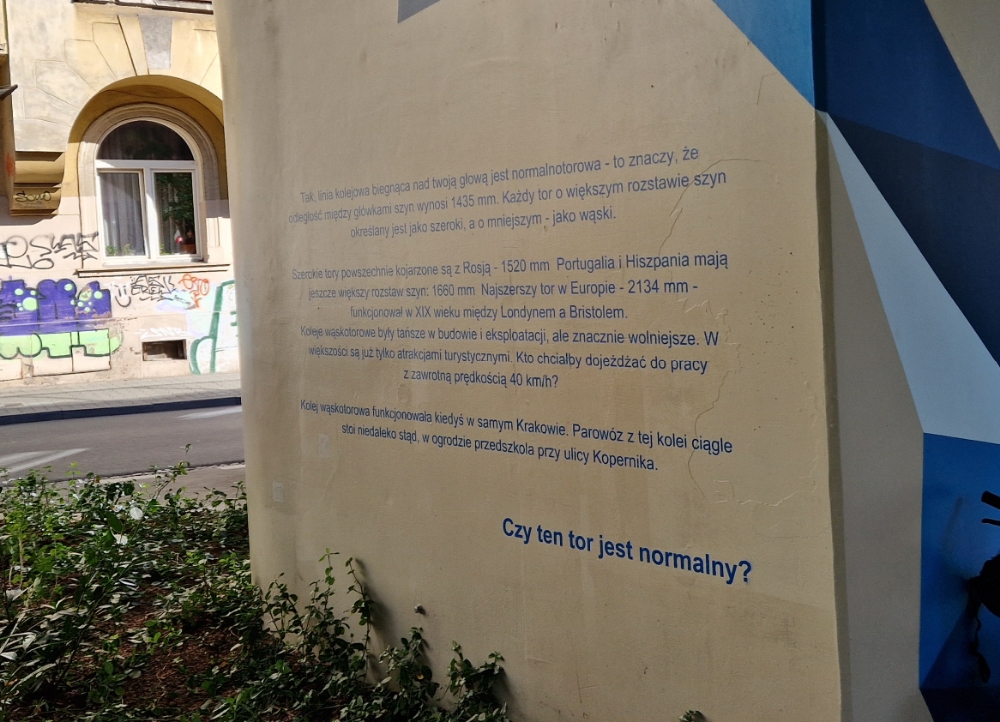 Tak, linia kolejowa biegnąca nad twoją głową jest normalnotorowa - to znaczy, że
odległość między główkami szyn wynosi 1435 mm. Każdy tor o większym rozstawie szyn
określany jest jako szeroki, a o mniejszym - jako wąski.
Szerokie tory powszechnie kojarzone są z Rosją - 1520 mm Portugalia i Hiszpania mają
jeszcze większy rozstaw szyn: 1660 mm Najszerszy tor w Europie - 2134 mm -
funkcjonował w XIX wieku między Londynem a Bristolem.
Koleje wąskotorowe były tańsze w budowie i eksploatacji, ale znacznie wolniejsze. W
większości są już tylko atrakcjami turystycznymi. Kto chciałby dojeżdżać do pracy
z zawrotną prędkością 40 km/h?
Kolej wąskotorowa funkcjonowała kiedyś w samym Krakowie. Parowóz z tej kolei ciągle
stoi niedaleko stąd, w ogrodzie przedszkola przy ulicy Kopernika.
Czy ten tor jest normalny?